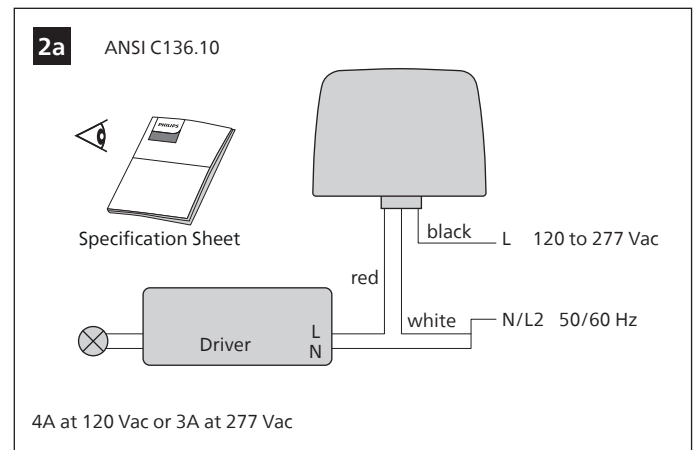 2a ANSI C136.10
PHILIPS
Specification Sheet
black L 120 to 277 Vac
red
white N/L2 50/60 Hz
Driver L
N
4A at 120 Vac or 3A at 277 Vac